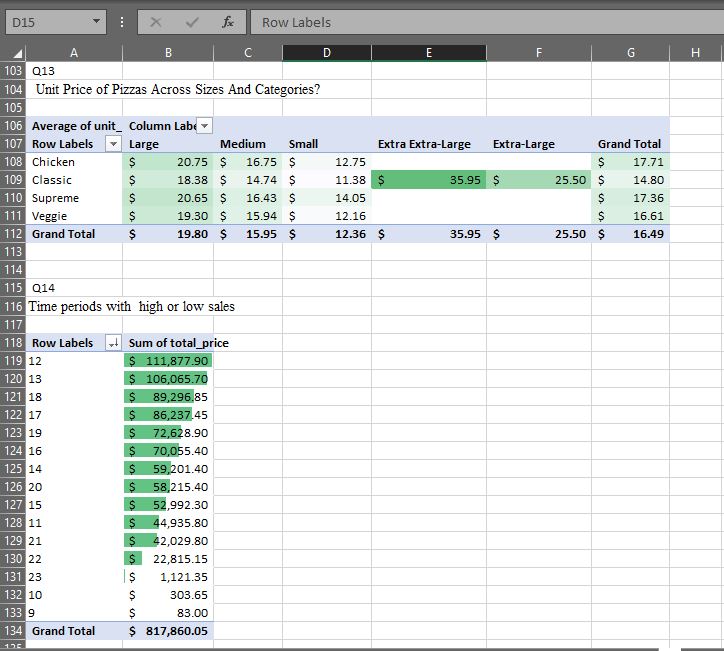 D15 fx Row Labels
A B C D E F G H
103 Q13
104 Unit Price of Pizzas Across Sizes And Categories?
105
106 Average of unit_ Column Labe
107 Row Labels Large Medium Small Extra Extra-Large Extra-Large Grand Total
108 Chicken $ 20.75 $ 16.75 $ 12.75 $ 17.71
109 Classic $ 18.38 $ 14.74 $ 11.38 $ 35.95 $ 25.50 $ 14.80
110 Supreme $ 20.65 $ 16.43 $ 14.05 $ 17.36
111 Veggie $ 19.30 $ 15.94 $ 12.16 $ 16.61
112 Grand Total $ 19.80 $ 15.95 $ 12.36 $ 35.95 $ 25.50 $ 16.49
113
114
115 Q14
116 Time periods with high or low sales
117
118 Row Labels Sum of total_price
119 12 $ 111,877.90
120 13 $ 106,065.70
121 18 $ 89,296.85
122 17 $ 86,237.45
123 19 $ 72,628.90
124 16 $ 70,055.40
125 14 $ 59,201.40
126 20 $ 58,215.40
127 15 $ 52,992.30
128 11 $ 44,935.80
129 21 $ 42,029.80
130 22 $ 22,815.15
131 23 $ 1,121.35
132 10 $ 303.65
133 9 $ 83.00
134 Grand Total $ 817,860.05